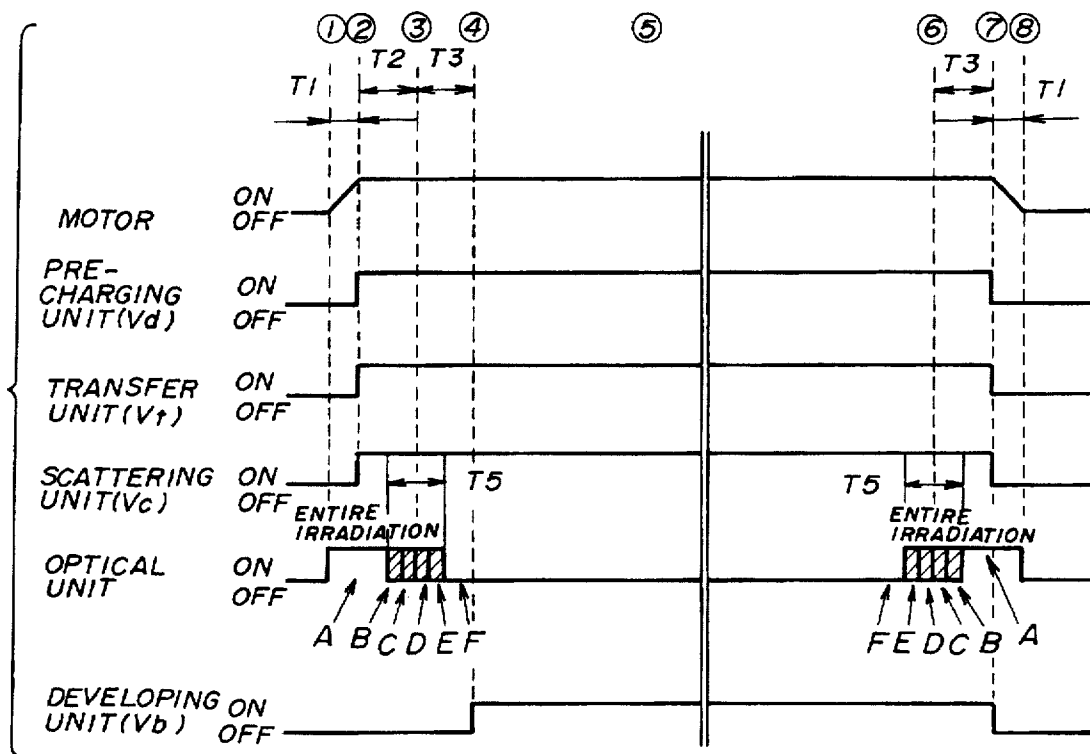 ① ② ③ ④ ⑤ ⑥ ⑦ ⑧
T2 T3 T3
T1 T1
MOTOR ON
OFF
PRE-
CHARGING
UNIT(Vd) ON
OFF
TRANSFER
UNIT(Vt) ON
OFF
SCATTERING
UNIT(Vc) ON
OFF
T5 T5
ENTIRE
IRRADIATION
ENTIRE
IRRADIATION
OPTICAL
UNIT ON
OFF
A B C D E F F E D C B A
DEVELOPING
UNIT(Vb) ON
OFF